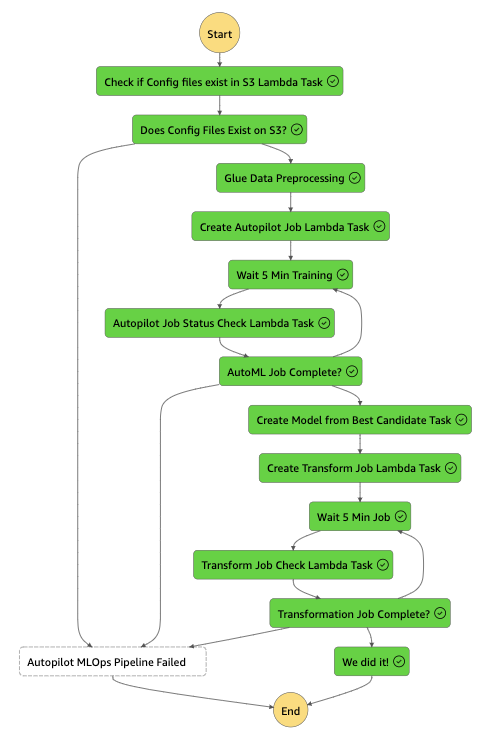 Start
Check if Config files exist in S3 Lambda Task
Does Config Files Exist on S3?
Glue Data Preprocessing
Create Autopilot Job Lambda Task
Wait 5 Min Training
Autopilot Job Status Check Lambda Task
AutoML Job Complete?
Create Model from Best Candidate Task
Create Transform Job Lambda Task
Wait 5 Min Job
Transform Job Check Lambda Task
Transformation Job Complete?
Autopilot MLOps Pipeline Failed
We did it!
End